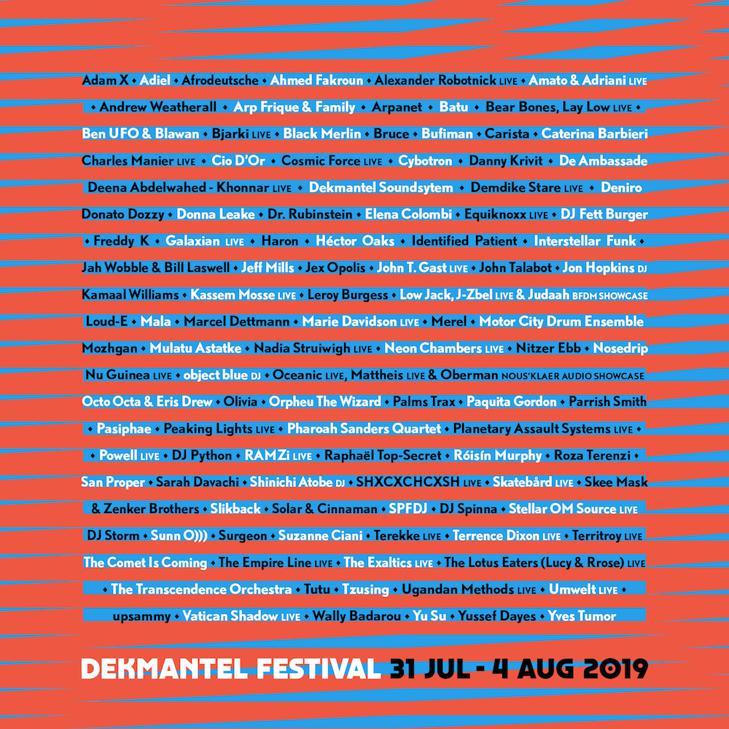 Adam X ♦ Adiel ♦ Afrodeutsche ♦ Ahmed Fakroun ♦ Alexander Robotnick LIVE ♦ Amato & Adriani LIVE
♦ Andrew Weatherall ♦ Arp Frique & Family ♦ Arpanet ♦ Batu ♦ Bear Bones, Lay Low LIVE ♦
Ben UFO & Blawan ♦ Bjarki LIVE ♦ Black Merlin ♦ Bruce ♦ Bufiman ♦ Carista ♦ Caterina Barbieri
Charles Manier LIVE ♦ Cio D'Or ♦ Cosmic Force LIVE ♦ Cybotron ♦ Danny Krivit ♦ De Ambassade
Deena Abdelwahed - Khonnar LIVE ♦ Dekmantel Soundsytem ♦ Demdike Stare LIVE ♦ Deniro
Donato Dozzy ♦ Donna Leake ♦ Dr. Rubinstein ♦ Elena Colombi ♦ Equiknoxx LIVE ♦ DJ Fett Burger
♦ Freddy K ♦ Galaxian LIVE ♦ Haron ♦ Héctor Oaks ♦ Identified Patient ♦ Interstellar Funk ♦
Jah Wobble & Bill Laswell ♦ Jeff Mills ♦ Jex Opolis ♦ John T. Gast LIVE ♦ John Talabot ♦ Jon Hopkins DJ
Kamaal Williams ♦ Kassem Mosse LIVE ♦ Leroy Burgess ♦ Low Jack, J-Zbel LIVE & Judaah BFDM SHOWCASE
Loud-E ♦ Mala ♦ Marcel Dettmann ♦ Marie Davidson LIVE ♦ Merel ♦ Motor City Drum Ensemble
Mozhgan ♦ Mulatu Astatke ♦ Nadia Struiwigh LIVE ♦ Neon Chambers LIVE ♦ Nitzer Ebb ♦ Nosedrip
Nu Guinea LIVE ♦ object blue DJ ♦ Oceanic LIVE, Mattheis LIVE & Oberman NOUS'KLAER AUDIO SHOWCASE
Octo Octa & Eris Drew ♦ Olivia ♦ Orpheu The Wizard ♦ Palms Trax ♦ Paquita Gordon ♦ Parrish Smith
♦ Pasiphae ♦ Peaking Lights LIVE ♦ Pharoah Sanders Quartet ♦ Planetary Assault Systems LIVE ♦
♦ Powell LIVE ♦ DJ Python ♦ RAMZi LIVE ♦ Raphaël Top-Secret ♦ Róisín Murphy ♦ Roza Terenzi ♦
San Proper ♦ Sarah Davachi ♦ Shinichi Atobe DJ ♦ SHXCXCHCXSH LIVE ♦ Skatebård LIVE ♦ Skee Mask
& Zenker Brothers ♦ Slikback ♦ Solar & Cinnaman ♦ SPFDJ ♦ DJ Spinna ♦ Stellar OM Source LIVE
DJ Storm ♦ Sunn O))) ♦ Surgeon ♦ Suzanne Ciani ♦ Terekke LIVE ♦ Terrence Dixon LIVE ♦ Territroy LIVE
The Comet Is Coming ♦ The Empire Line LIVE ♦ The Exaltics LIVE ♦ The Lotus Eaters (Lucy & Rrose) LIVE
♦ The Transcendence Orchestra ♦ Tutu ♦ Tzusing ♦ Ugandan Methods LIVE ♦ Umwelt LIVE ♦
upsammy ♦ Vatican Shadow LIVE ♦ Wally Badarou ♦ Yu Su ♦ Yussef Dayes ♦ Yves Tumor
DEKMANTEL FESTIVAL 31 JUL - 4 AUG 2019